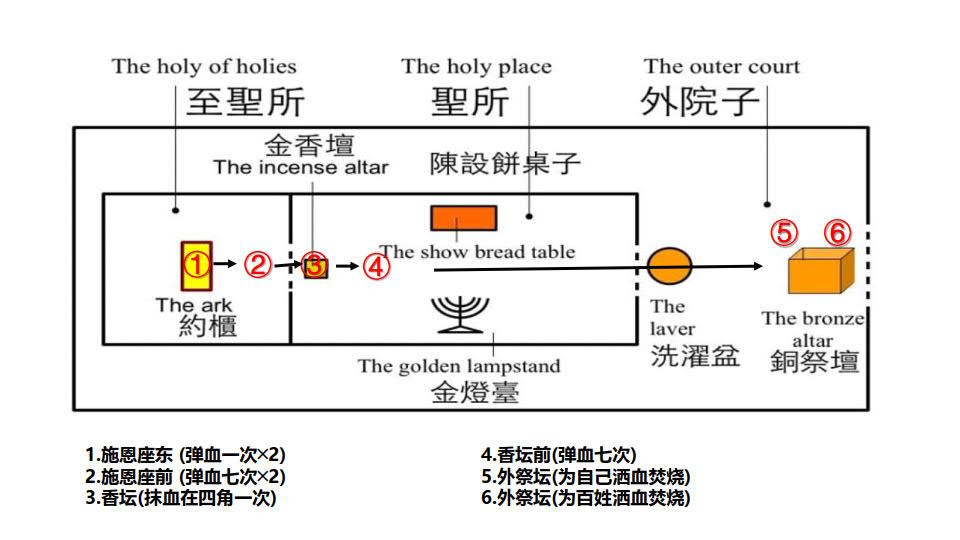 The holy of holies
至聖所
The holy place
聖所
The outer court
外院子
金香壇
The incense altar
陳設餅桌子
The show bread table
⑤ ⑥
① ② ③ ④
The ark
約櫃
The
laver
洗濯盆
The bronze
altar
銅祭壇
The golden lampstand
金燈臺
1.施恩座东 (弹血一次×2)
2.施恩座前 (弹血七次×2)
3.香坛(抹血在四角一次)
4.香坛前(弹血七次)
5.外祭坛(为自己洒血焚烧)
6.外祭坛(为百姓洒血焚烧)